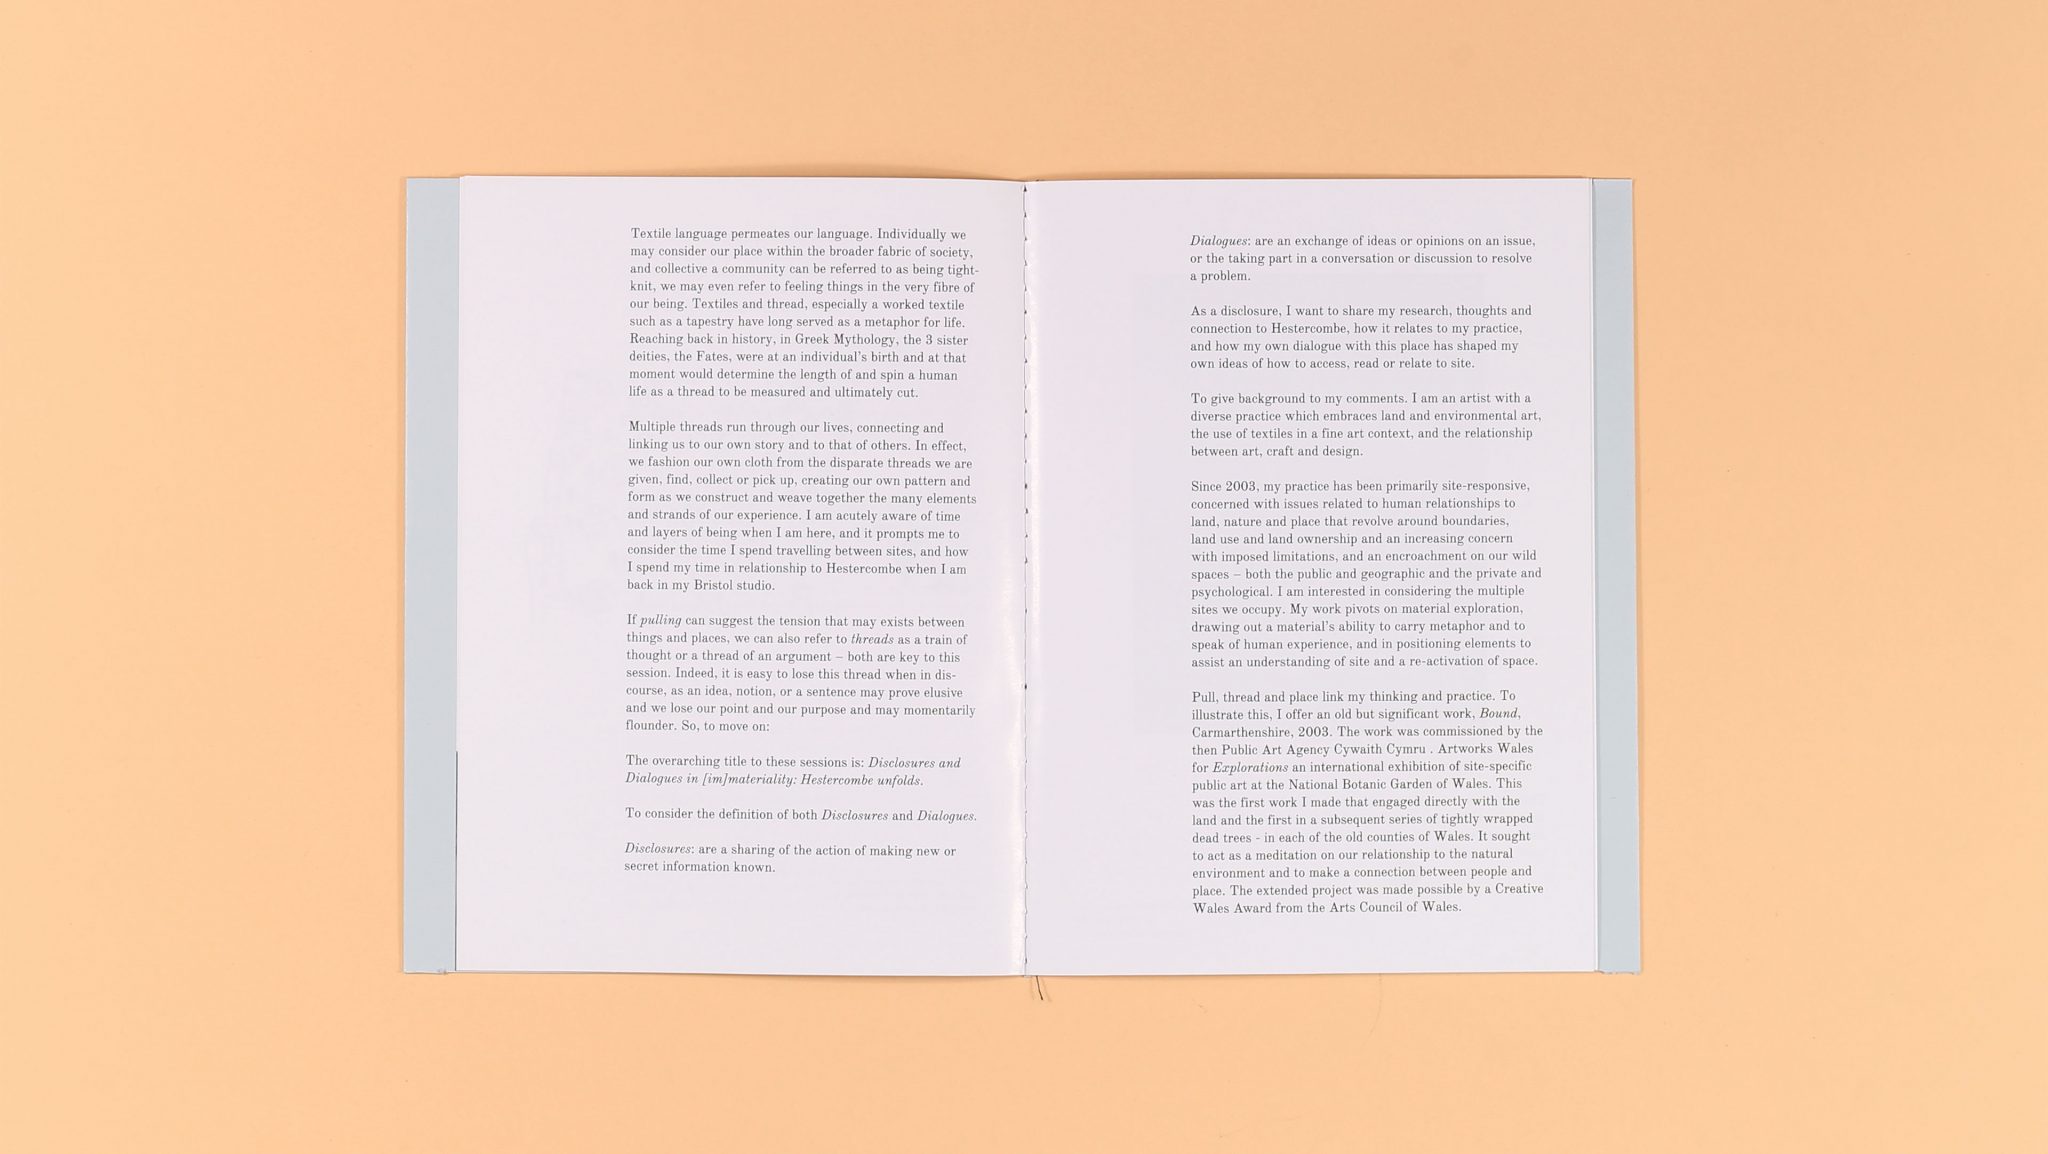 Textile language permeates our language. Individually we
may consider our place within the broader fabric of society,
and collective a community can be referred to as being tight-
knit, we may even refer to feeling things in the very fibre of
our being. Textiles and thread, especially a worked textile
such as a tapestry have long served as a metaphor for life.
Reaching back in history, in Greek Mythology, the 3 sister
deities, the Fates, were at an individual's birth and at that
moment would determine the length of and spin a human
life as a thread to be measured and ultimately cut.
Multiple threads run through our lives, connecting and
linking us to our own story and to that of others. In effect,
we fashion our own cloth from the disparate threads we are
given, find, collect or pick up, creating our own pattern and
form as we construct and weave together the many elements
and strands of our experience. I am acutely aware of time
and layers of being when I am here, and it prompts me to
consider the time I spend travelling between sites, and how
I spend my time in relationship to Hestercombe when I am
back in my Bristol studio.
If pulling can suggest the tension that may exists between
things and places, we can also refer to threads as a train of
thought or a thread of an argument – both are key to this
session. Indeed, it is easy to lose this thread when in dis-
course, as an idea, notion, or a sentence may prove elusive
and we lose our point and our purpose and may momentarily
flounder. So, to move on:
The overarching title to these sessions is: Disclosures and
Dialogues in [im]materiality: Hestercombe unfolds.
To consider the definition of both Disclosures and Dialogues.
Disclosures: are a sharing of the action of making new or
secret information known.
Dialogues: are an exchange of ideas or opinions on an issue,
or the taking part in a conversation or discussion to resolve
a problem.
As a disclosure, I want to share my research, thoughts and
connection to Hestercombe, how it relates to my practice,
and how my own dialogue with this place has shaped my
own ideas of how to access, read or relate to site.
To give background to my comments. I am an artist with a
diverse practice which embraces land and environmental art,
the use of textiles in a fine art context, and the relationship
between art, craft and design.
Since 2003, my practice has been primarily site-responsive,
concerned with issues related to human relationships to
land, nature and place that revolve around boundaries,
land use and land ownership and an increasing concern
with imposed limitations, and an encroachment on our wild
spaces – both the public and geographic and the private and
psychological. I am interested in considering the multiple
sites we occupy. My work pivots on material exploration,
drawing out a material's ability to carry metaphor and to
speak of human experience, and in positioning elements to
assist an understanding of site and a re-activation of space.
Pull, thread and place link my thinking and practice. To
illustrate this, I offer an old but significant work, Bound,
Carmarthenshire, 2003. The work was commissioned by the
then Public Art Agency Cywaith Cymru . Artworks Wales
for Explorations an international exhibition of site-specific
public art at the National Botanic Garden of Wales. This
was the first work I made that engaged directly with the
land and the first in a subsequent series of tightly wrapped
dead trees - in each of the old counties of Wales. It sought
to act as a meditation on our relationship to the natural
environment and to make a connection between people and
place. The extended project was made possible by a Creative
Wales Award from the Arts Council of Wales.